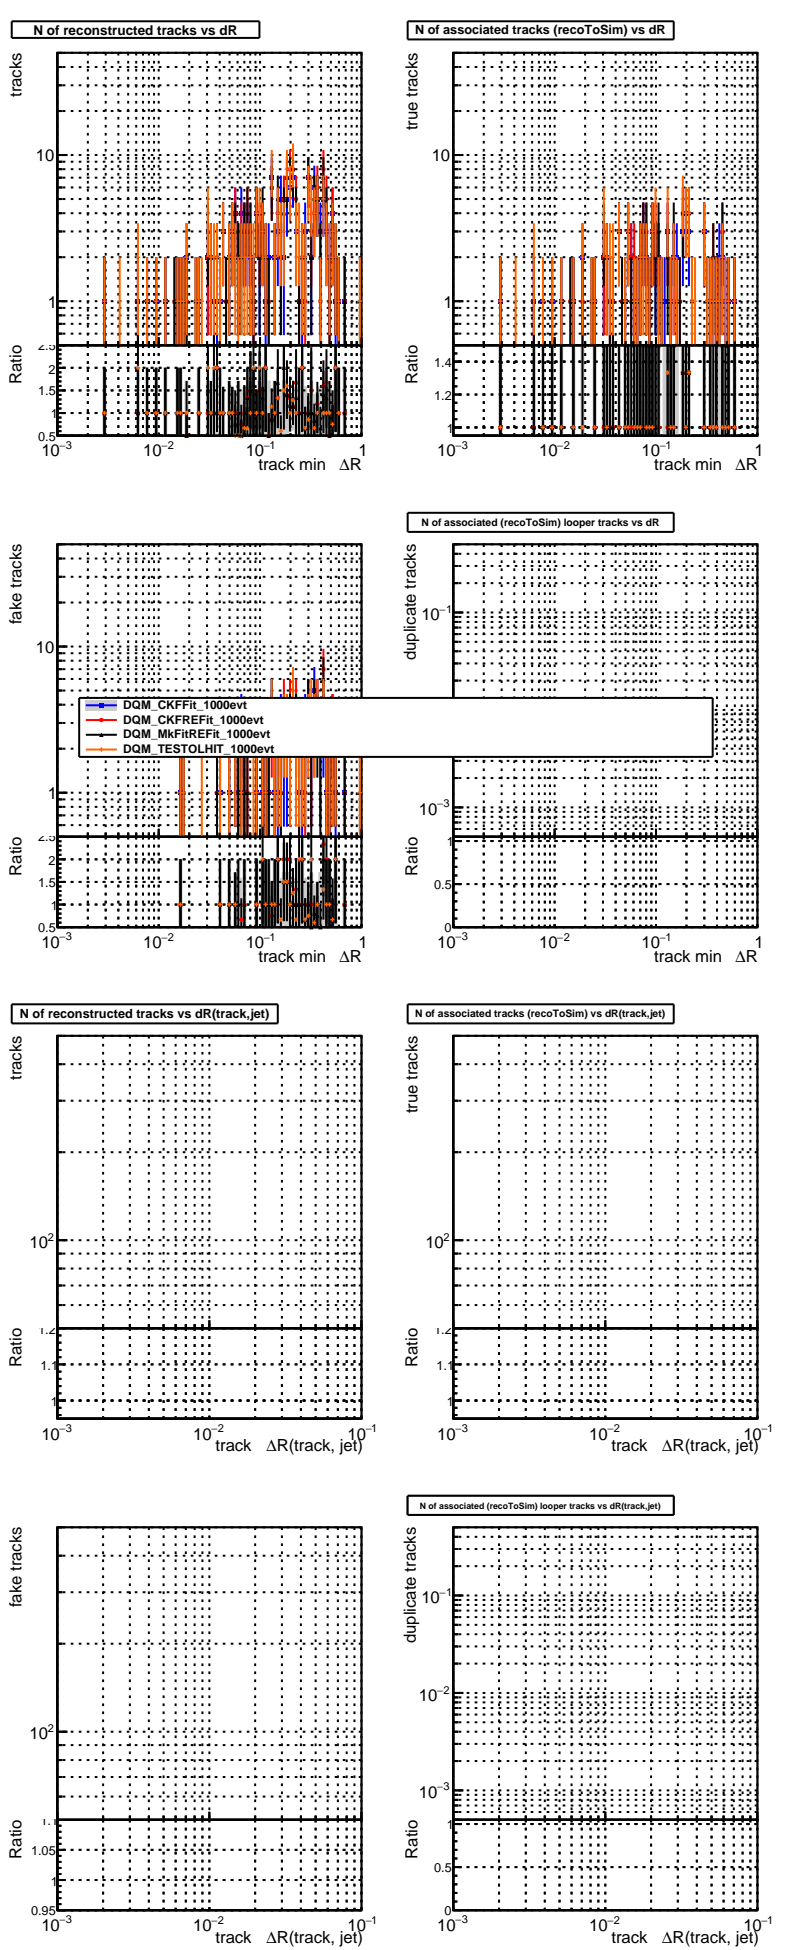 N of reconstructed tracks vs dR
tracks
10
1
Ratio
2.5
2
1.5
1
0.5
10−3
10−2
10−1
1
track min ΔR
N of associated tracks (recoToSim) vs dR
true tracks
10
1
Ratio
1.4
1.2
1
10−3
10−2
10−1
1
track min ΔR
fake tracks
10
1
Ratio
2.5
2
1.5
1
0.5
10−3
10−2
10−1
1
track min ΔR
N of associated (recoToSim) looper tracks vs dR
duplicate tracks
10−1
10−3
Ratio
1
0.5
0
10−3
10−2
10−1
1
track min ΔR
DQM_CKFFit_1000evt
DQM_CKFREFit_1000evt
DQM_MkFitREFit_1000evt
DQM_TESTOLHIT_1000evt
N of reconstructed tracks vs dR(track,jet)
tracks
102
Ratio
1.2
1.1
1
10−3
10−2
10−1
track ΔR(track, jet)
N of associated tracks (recoToSim) vs dR(track,jet)
true tracks
102
Ratio
1.2
1.1
1
10−3
10−2
10−1
track ΔR(track, jet)
fake tracks
102
Ratio
1.1
1.05
1
0.95
10−3
10−2
10−1
track ΔR(track, jet)
N of associated (recoToSim) looper tracks vs dR(track,jet)
duplicate tracks
10−1
10−2
10−3
Ratio
1
0.5
0
10−3
10−2
10−1
track ΔR(track, jet)